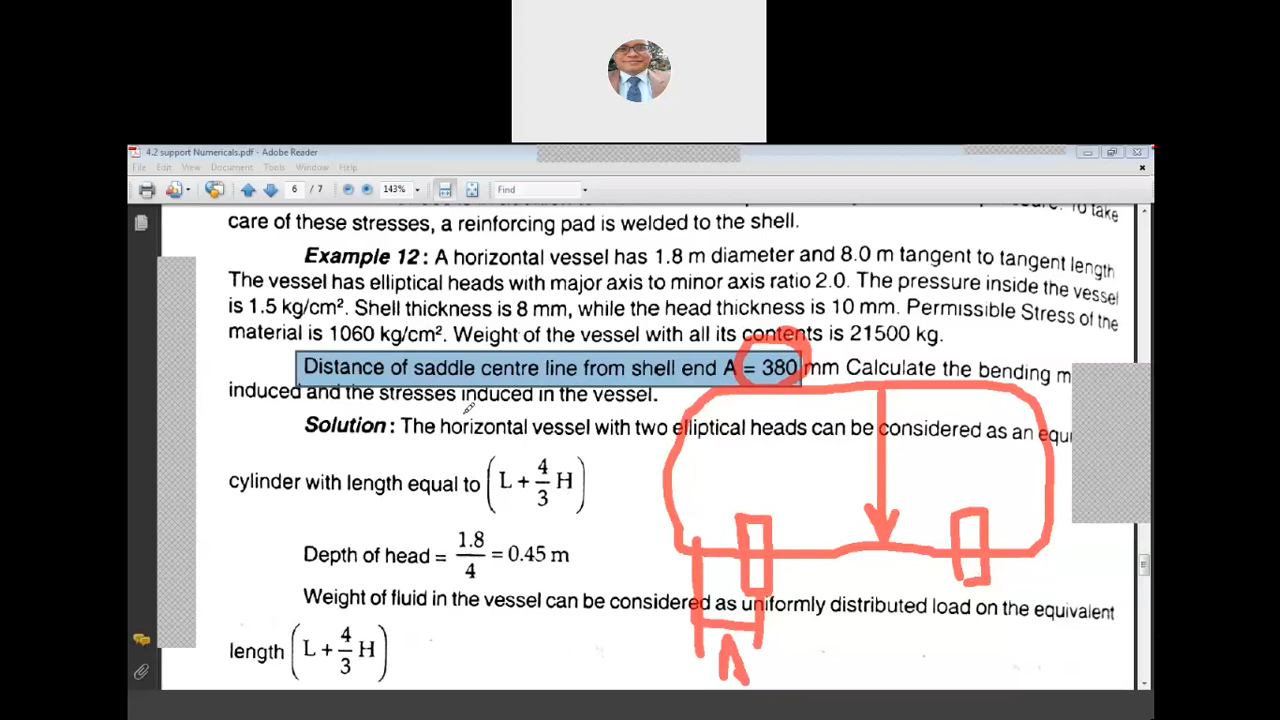 4.2 support Numericals.pdf - Adobe Reader
File Edit View Document Tools Window Help
6 / 7 143% Find
care of these stresses, a reinforcing pad is welded to the shell. To take
Example 12 : A horizontal vessel has 1.8 m diameter and 8.0 m tangent to tangent length
The vessel has elliptical heads with major axis to minor axis ratio 2.0. The pressure inside the vessel
is 1.5 kg/cm². Shell thickness is 8 mm, while the head thickness is 10 mm. Permissible Stress of the
material is 1060 kg/cm². Weight of the vessel with all its contents is 21500 kg.
Distance of saddle centre line from shell end A = 380 mm Calculate the bending m
induced and the stresses induced in the vessel.
Solution : The horizontal vessel with two elliptical heads can be considered as an equ
cylinder with length equal to (L + 4/3 H)
Depth of head = 1.8/4 = 0.45 m
Weight of fluid in the vessel can be considered as uniformly distributed load on the equivalent
length (L + 4/3 H)
A